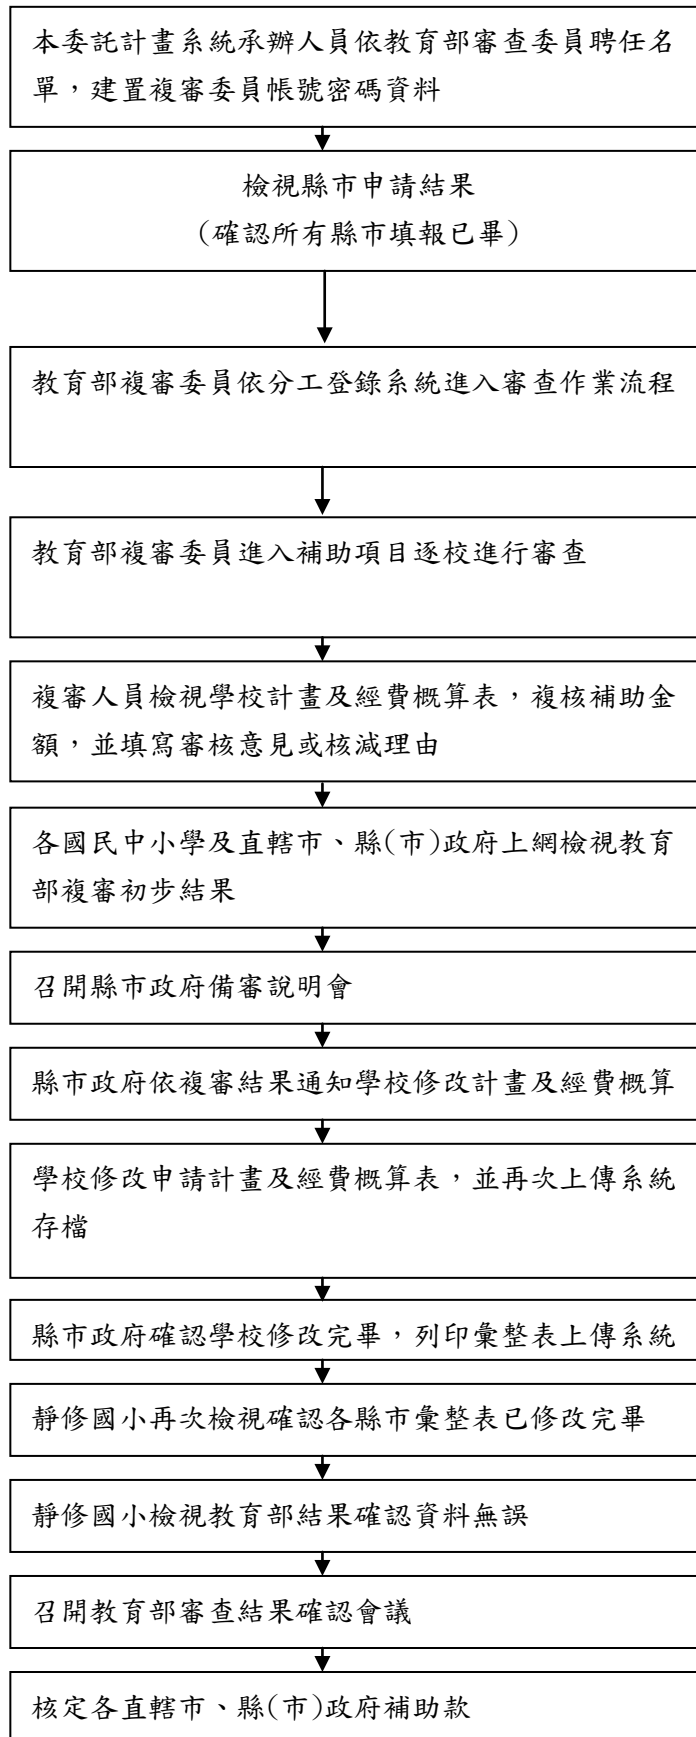 本委託計畫系統承辦人員依教育部審查委員聘任名
單，建置複審委員帳號密碼資料
檢視縣市申請結果
(確認所有縣市填報已畢)
教育部複審委員依分工登錄系統進入審查作業流程
教育部複審委員進入補助項目逐校進行審查
複審人員檢視學校計畫及經費概算表，複核補助金
額，並填寫審核意見或核減理由
各國民中小學及直轄市、縣(市)政府上網檢視教育
部複審初步結果
召開縣市政府備審說明會
縣市政府依複審結果通知學校修改計畫及經費概算
學校修改申請計畫及經費概算表，並再次上傳系統
存檔
縣市政府確認學校修改完畢，列印彙整表上傳系統
靜修國小再次檢視確認各縣市彙整表已修改完畢
靜修國小檢視教育部結果確認資料無誤
召開教育部審查結果確認會議
核定各直轄市、縣(市)政府補助款